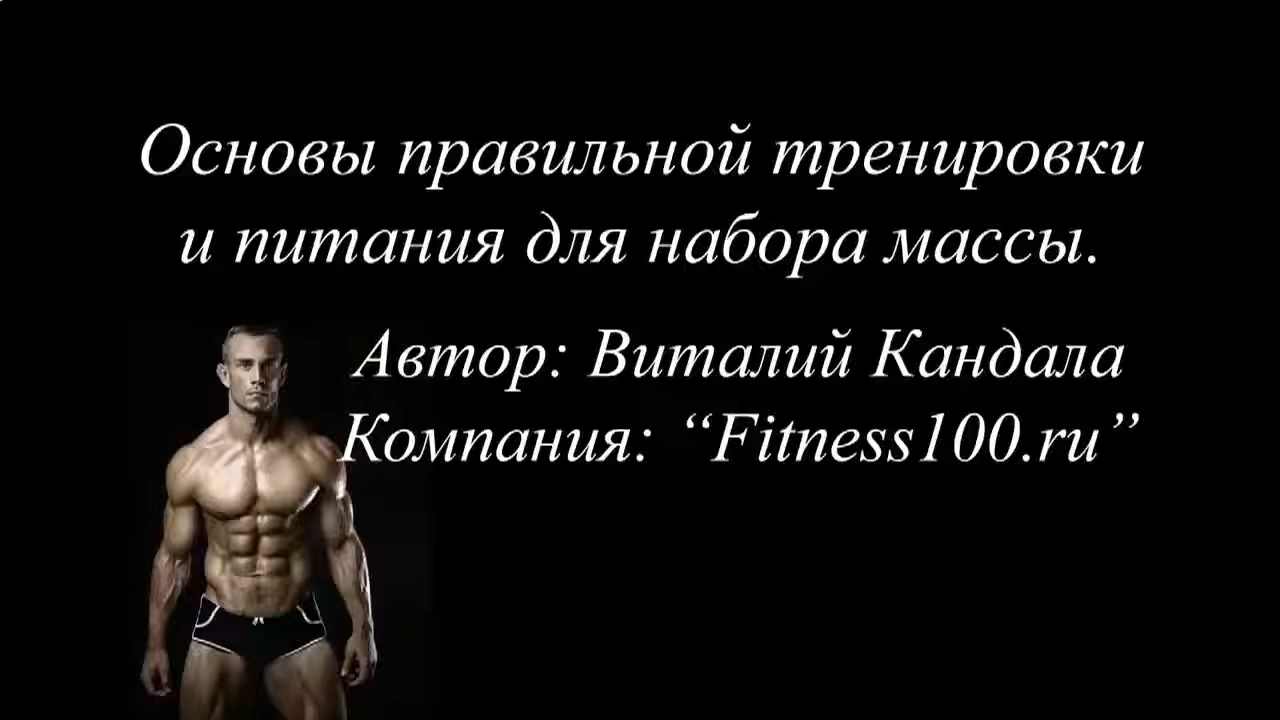 Основы правильной тренировки
и питания для набора массы.
Автор: Виталий Кандала
Компания: “Fitness100.ru”